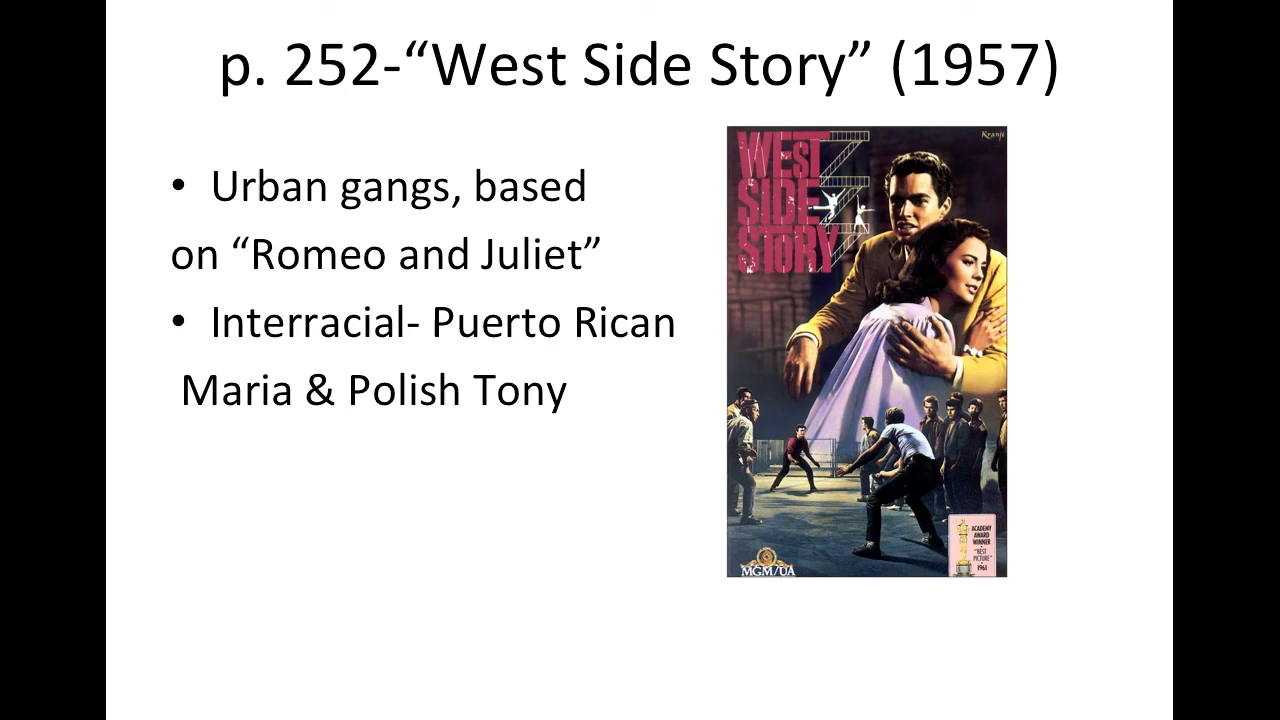 p. 252-“West Side Story” (1957)
• Urban gangs, based
on “Romeo and Juliet”
• Interracial- Puerto Rican
Maria & Polish Tony
WEST
SIDE
STORY
Kranji
ACADEMY
AWARD
WINNER
"BEST
PICTURE"
1961
MGM/UA